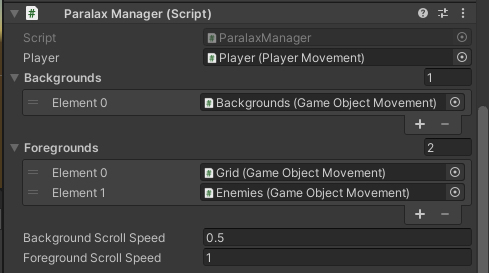 Paralax Manager (Script)
Script ParalaxManager
Player Player (Player Movement)
Backgrounds 1
Element 0 Backgrounds (Game Object Movement)
Foregrounds 2
Element 0 Grid (Game Object Movement)
Element 1 Enemies (Game Object Movement)
Background Scroll Speed 0.5
Foreground Scroll Speed 1